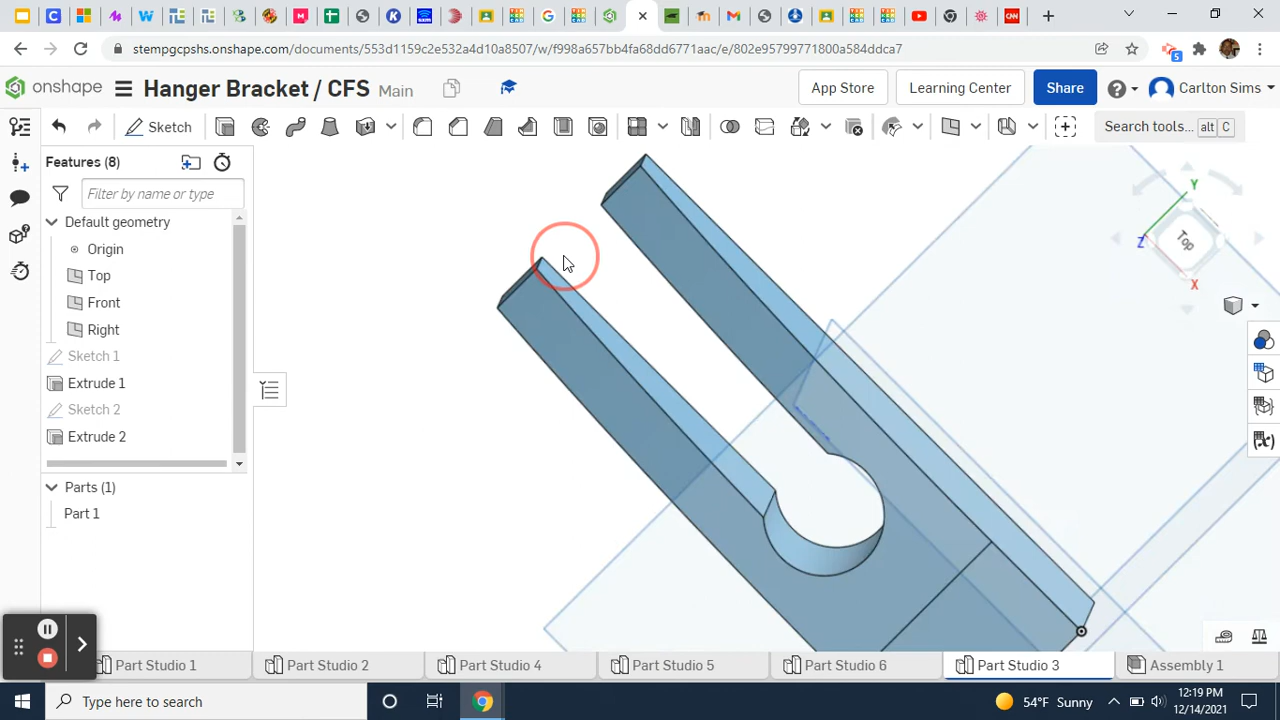 stempgcpshs.onshape.com/documents/553d1159c2e532a4d10a8507/w/f998a657bb4fa68dd6771aac/e/802e95799771800a584ddca7
5
onshape
Hanger Bracket / CFS Main
App Store
Learning Center
Share
Carlton Sims
Sketch
Search tools... alt C
Features (8)
Filter by name or type
Default geometry
Origin
Top
Front
Right
Sketch 1
Extrude 1
Sketch 2
Extrude 2
Parts (1)
Part 1
Y
Z
Top
X
Part Studio 1
Part Studio 2
Part Studio 4
Part Studio 5
Part Studio 6
Part Studio 3
Assembly 1
Type here to search
54°F Sunny
12:19 PM
12/14/2021